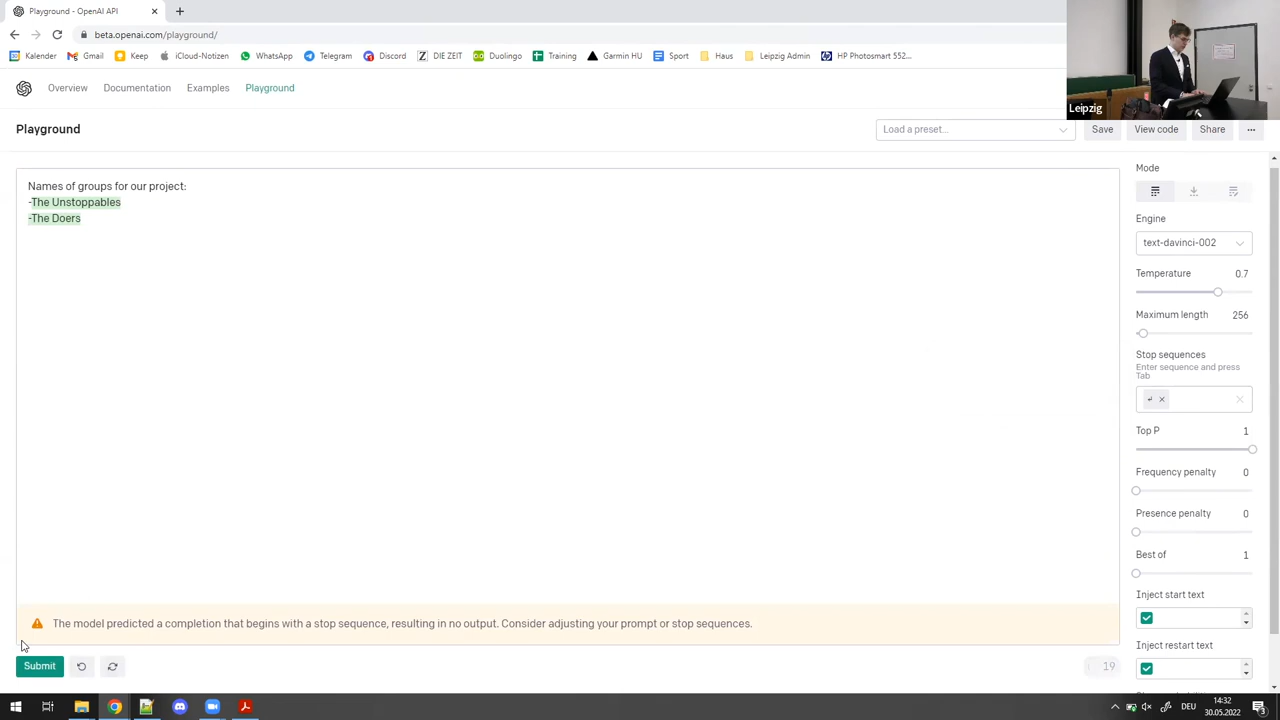 Playground - OpenAI API
beta.openai.com/playground/
Kalender Gmail Keep iCloud-Notizen WhatsApp Telegram Discord DIE ZEIT Duolingo Training Garmin HU Sport Haus Leipzig Admin HP Photosmart 552...
Leipzig
Overview Documentation Examples Playground
Playground
Load a preset... Save View code Share ...
Names of groups for our project:
-The Unstoppables
-The Doers
Mode
Engine
text-davinci-002
Temperature 0.7
Maximum length 256
Stop sequences
Enter sequence and press
Tab
↵ ×
Top P 1
Frequency penalty 0
Presence penalty 0
Best of 1
Inject start text
Inject restart text
The model predicted a completion that begins with a stop sequence, resulting in no output. Consider adjusting your prompt or stop sequences.
Submit
19
DEU
14:32
30.05.2022
3